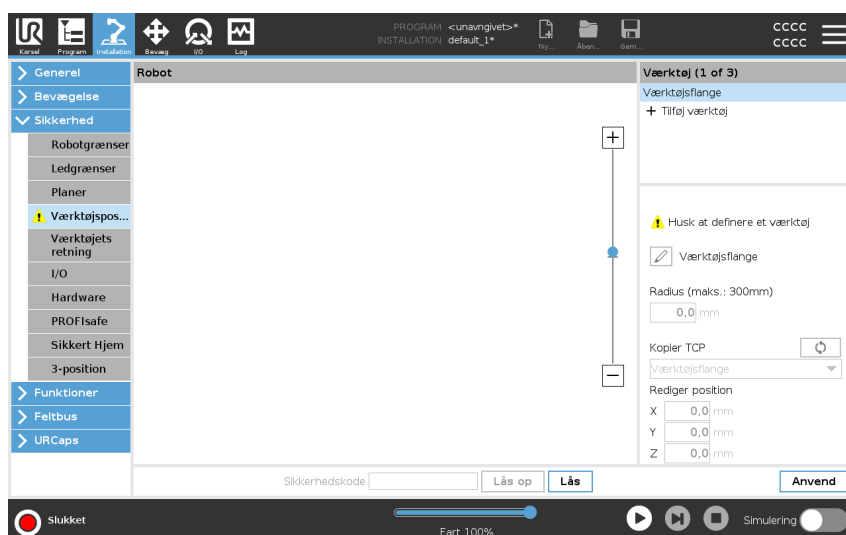 PROGRAM <unavngivet>*
INSTALLATION default_1*
CCCC
CCCC
Kørsel Program Installation Bevæg I/O Log Ny... Åben... Gem...
Generel
Bevægelse
Sikkerhed
Robotgrænser
Ledgrænser
Planer
Værktøjspos...
Værktøjets
retning
I/O
Hardware
PROFIsafe
Sikkert Hjem
3-position
Funktioner
Feltbus
URCaps
Robot
Værktøj (1 of 3)
Værktøjsflange
+ Tilføj værktøj
Husk at definere et værktøj
Værktøjsflange
Radius (maks.: 300mm)
0,0 mm
Kopier TCP
Værktøjsflange
Rediger position
X 0,0 mm
Y 0,0 mm
Z 0,0 mm
Sikkerhedskode Lås op Lås Anvend
Slukket
Fart 100%
Simulering